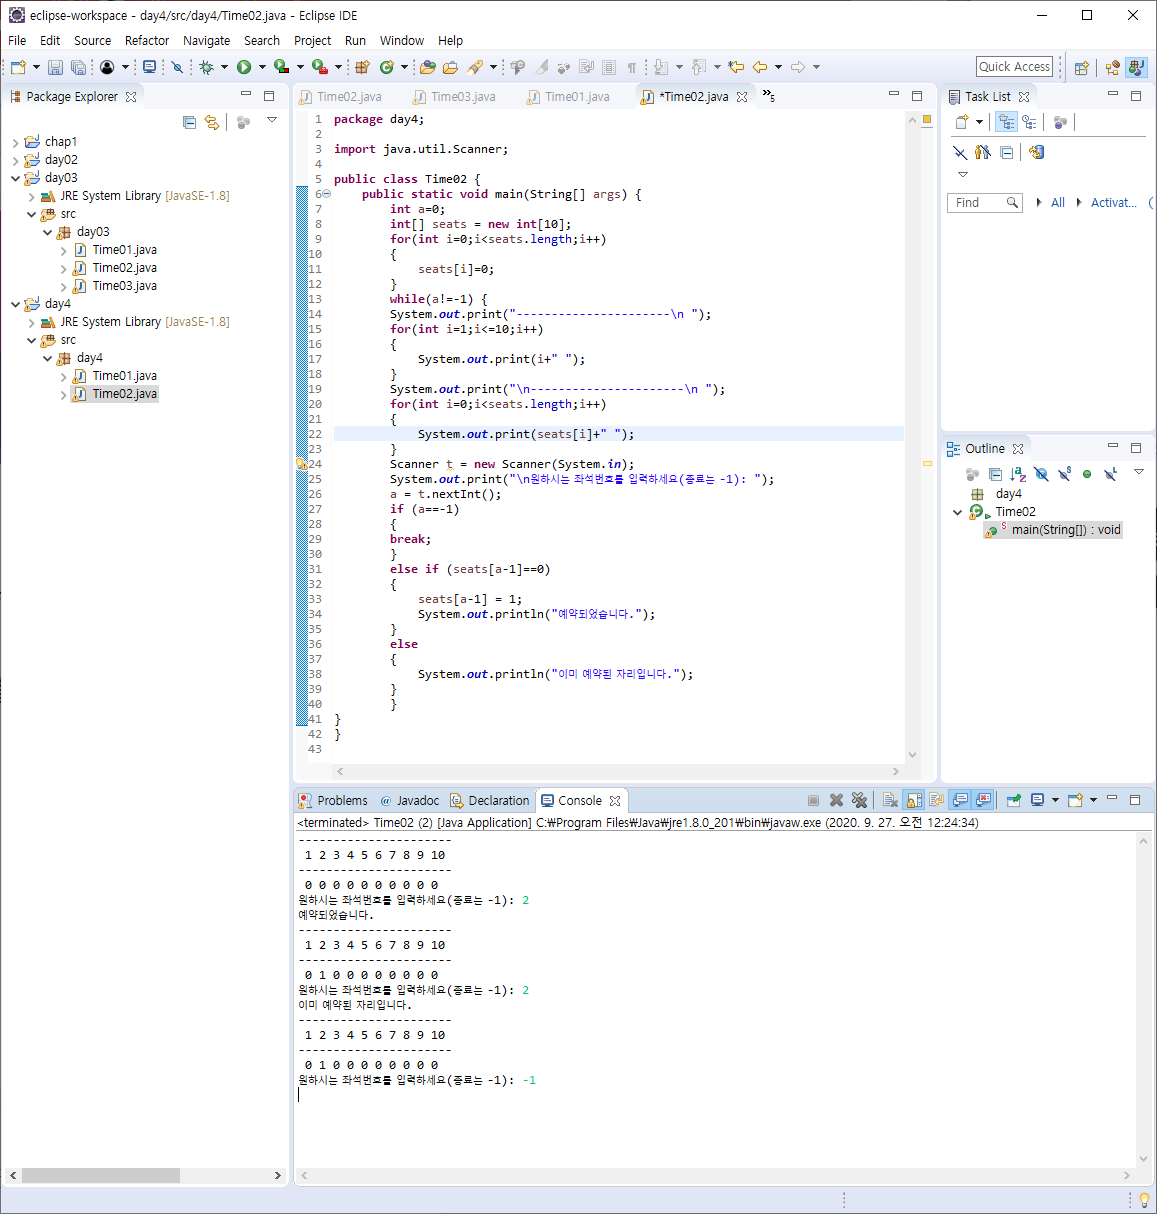 eclipse-workspace - day4/src/day4/Time02.java - Eclipse IDE
File Edit Source Refactor Navigate Search Project Run Window Help
Quick Access
Package Explorer
chap1
day02
day03
JRE System Library [JavaSE-1.8]
src
day03
Time01.java
Time02.java
Time03.java
day4
JRE System Library [JavaSE-1.8]
src
day4
Time01.java
Time02.java
Time02.java Time03.java Time01.java *Time02.java »5
1 package day4;
2
3 import java.util.Scanner;
4
5 public class Time02 {
6 public static void main(String[] args) {
7 int a=0;
8 int[] seats = new int[10];
9 for(int i=0;i<seats.length;i++)
10 {
11 seats[i]=0;
12 }
13 while(a!=-1) {
14 System.out.print("----------------------\n ");
15 for(int i=1;i<=10;i++)
16 {
17 System.out.print(i+" ");
18 }
19 System.out.print("\n----------------------\n ");
20 for(int i=0;i<seats.length;i++)
21 {
22 System.out.print(seats[i]+" ");
23 }
24 Scanner t = new Scanner(System.in);
25 System.out.print("\n원하시는 좌석번호를 입력하세요(종료는 -1): ");
26 a = t.nextInt();
27 if (a==-1)
28 {
29 break;
30 }
31 else if (seats[a-1]==0)
32 {
33 seats[a-1] = 1;
34 System.out.println("예약되었습니다.");
35 }
36 else
37 {
38 System.out.println("이미 예약된 자리입니다.");
39 }
40 }
41 }
42 }
43
Task List
Find All Activat...
Outline
day4
Time02
main(String[]) : void
Problems @ Javadoc Declaration Console
<terminated> Time02 (2) [Java Application] C:₩Program Files₩Java₩jre1.8.0_201₩bin₩javaw.exe (2020. 9. 27. 오전 12:24:34)
----------------------
1 2 3 4 5 6 7 8 9 10
----------------------
0 0 0 0 0 0 0 0 0 0
원하시는 좌석번호를 입력하세요(종료는 -1): 2
예약되었습니다.
----------------------
1 2 3 4 5 6 7 8 9 10
----------------------
0 1 0 0 0 0 0 0 0 0
원하시는 좌석번호를 입력하세요(종료는 -1): 2
이미 예약된 자리입니다.
----------------------
1 2 3 4 5 6 7 8 9 10
----------------------
0 1 0 0 0 0 0 0 0 0
원하시는 좌석번호를 입력하세요(종료는 -1): -1